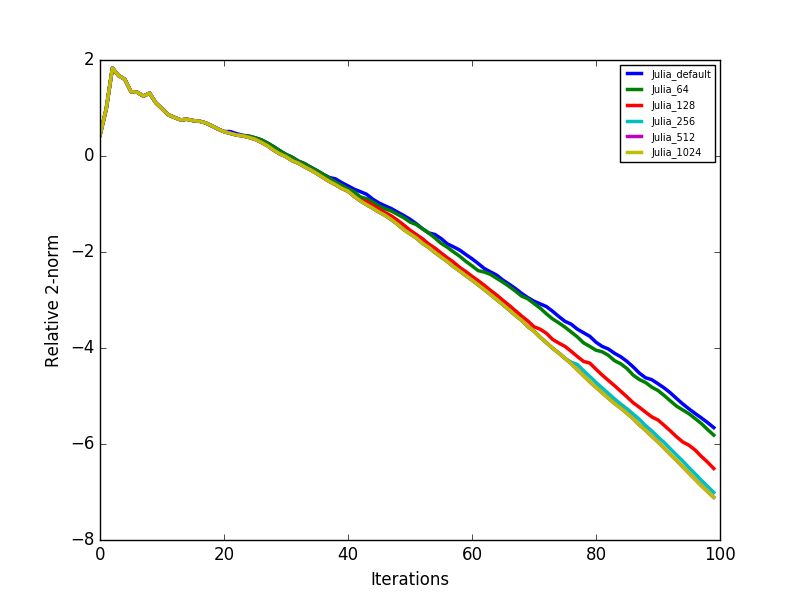 2
0
−2
−4
−6
−8
Relative 2-norm
0 20 40 60 80 100
Iterations
Julia_default
Julia_64
Julia_128
Julia_256
Julia_512
Julia_1024